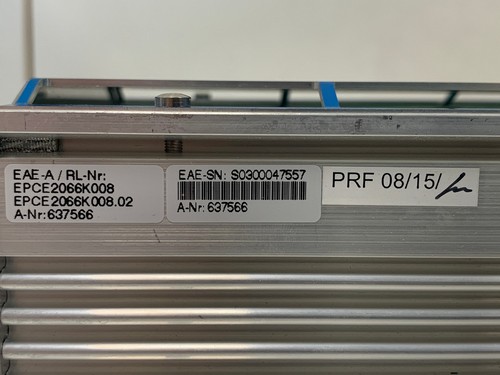 EAE-A / RL-Nr:
EPCE2066K008
EPCE2066K008.02
A-Nr:637566
EAE-SN: S0300047557
A-Nr:637566
PRF 08/15/